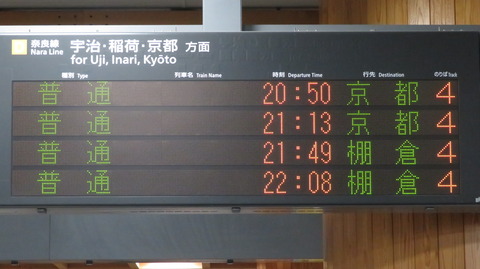 奈良線 宇治・稲荷・京都 方面
Nara Line for Uji, Inari, Kyōto
種別 Type 列車名 Train Name 時刻 Departure Time 行先 Destination のりば Track
普通 20:50 京都 4
普通 21:13 京都 4
普通 21:49 棚倉 4
普通 22:08 棚倉 4